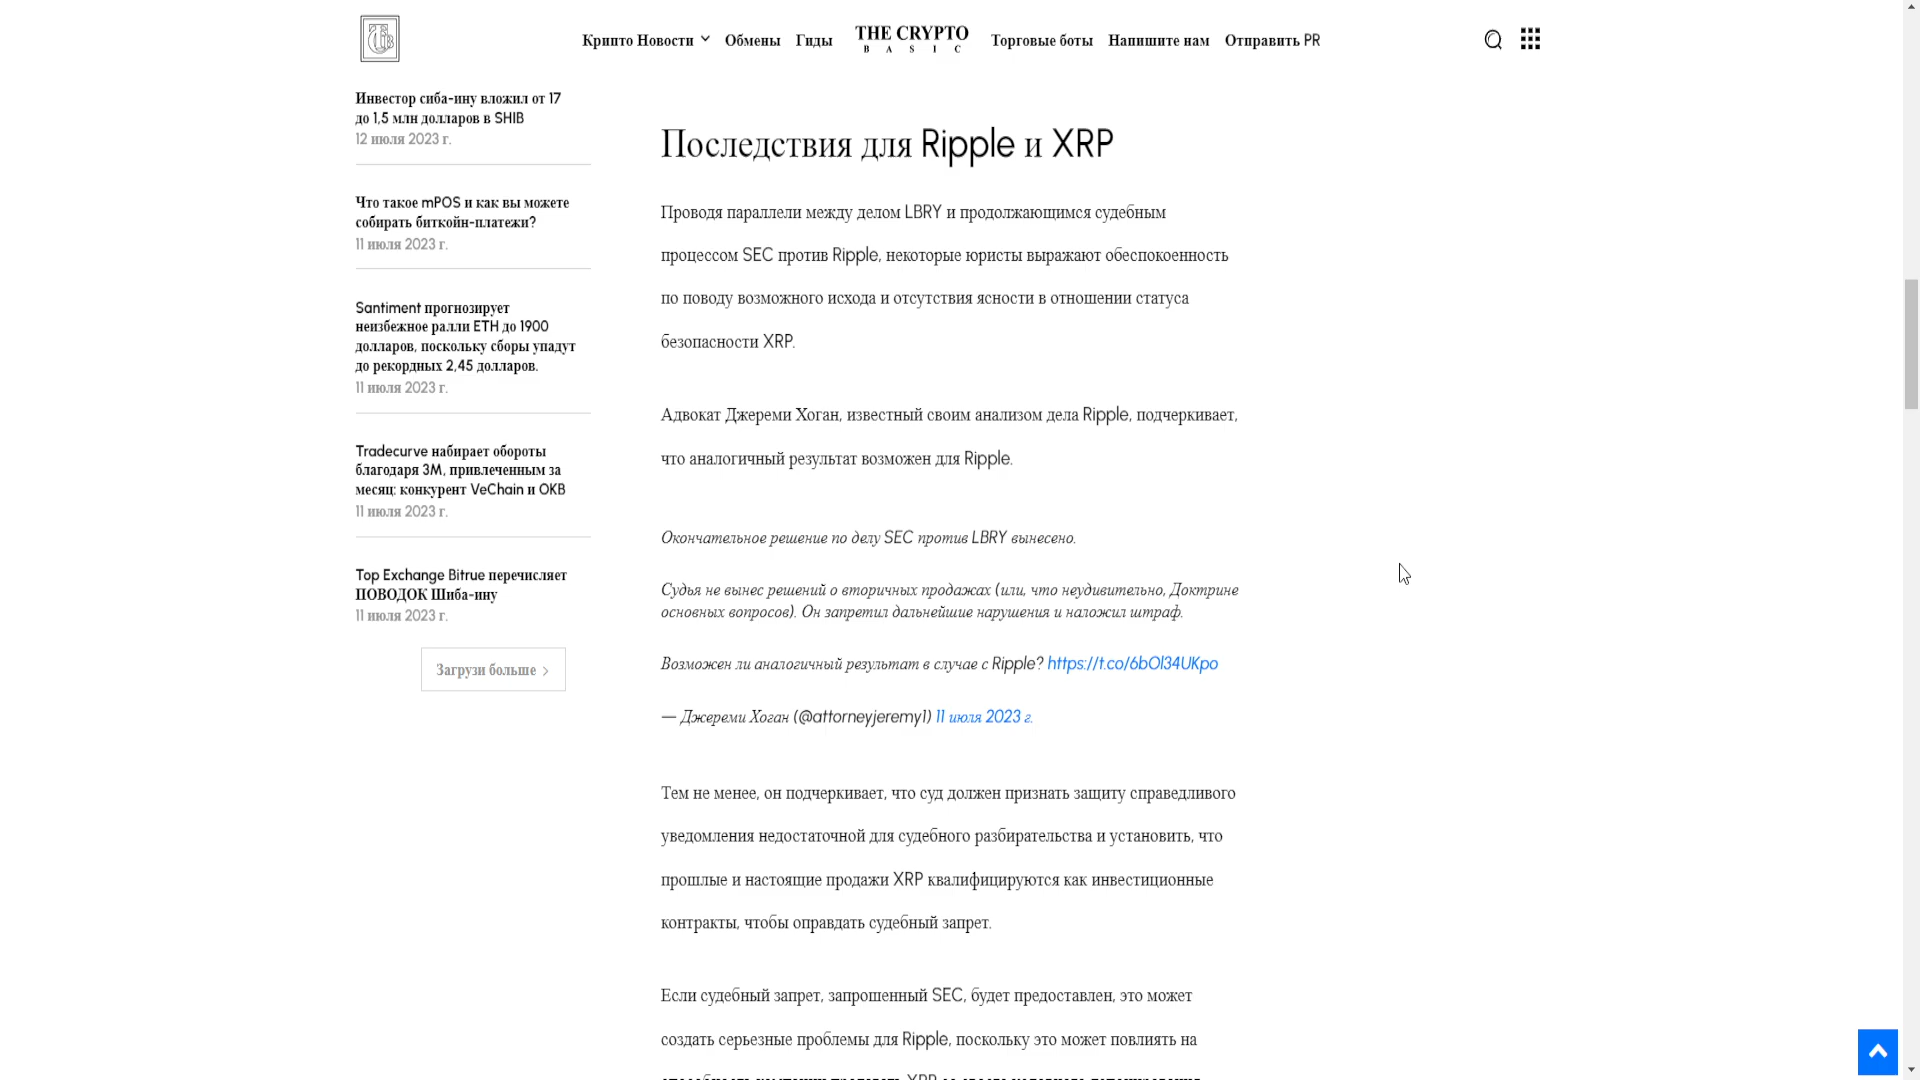 Крипто Новости Обмены Гиды THE CRYPTO BASIC Торговые боты Напишите нам Отправить PR
Инвестор сиба-ину вложил от 17
до 1,5 млн долларов в SHIB
12 июля 2023 г.
Что такое mPOS и как вы можете
собирать биткойн-платежи?
11 июля 2023 г.
Santiment прогнозирует
неизбежное ралли ETH до 1900
долларов, поскольку сборы упадут
до рекордных 2,45 долларов.
11 июля 2023 г.
Tradecurve набирает обороты
благодаря 3M, привлеченным за
месяц: конкурент VeChain и OKB
11 июля 2023 г.
Top Exchange Bitrue перечисляет
ПОВОДОК Шиба-ину
11 июля 2023 г.
Загрузи больше
Последствия для Ripple и XRP
Проводя параллели между делом LBRY и продолжающимся судебным
процессом SEC против Ripple, некоторые юристы выражают обеспокоенность
по поводу возможного исхода и отсутствия ясности в отношении статуса
безопасности XRP.
Адвокат Джереми Хоган, известный своим анализом дела Ripple, подчеркивает,
что аналогичный результат возможен для Ripple.
Окончательное решение по делу SEC против LBRY вынесено.
Судья не вынес решений о вторичных продажах (или, что неудивительно, Доктрине
основных вопросов). Он запретил дальнейшие нарушения и наложил штраф.
Возможен ли аналогичный результат в случае с Ripple? https://t.co/6bOl34UKpo
— Джереми Хоган (@attorneyjeremy1) 11 июля 2023 г.
Тем не менее, он подчеркивает, что суд должен признать защиту справедливого
уведомления недостаточной для судебного разбирательства и установить, что
прошлые и настоящие продажи XRP квалифицируются как инвестиционные
контракты, чтобы оправдать судебный запрет.
Если судебный запрет, запрошенный SEC, будет предоставлен, это может
создать серьезные проблемы для Ripple, поскольку это может повлиять на